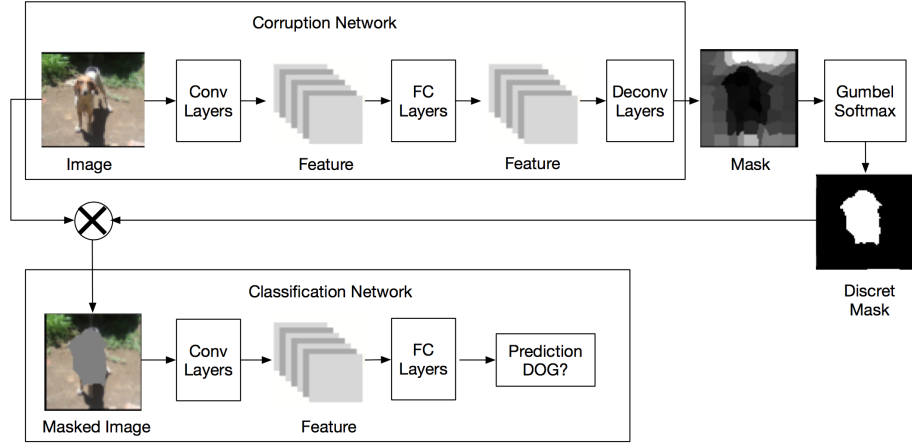 Corruption Network
Conv
Layers
FC
Layers
Deconv
Layers
Gumbel
Softmax
Image
Feature
Feature
Mask
Discret
Mask
Classification Network
Conv
Layers
FC
Layers
Prediction
DOG?
Masked Image
Feature